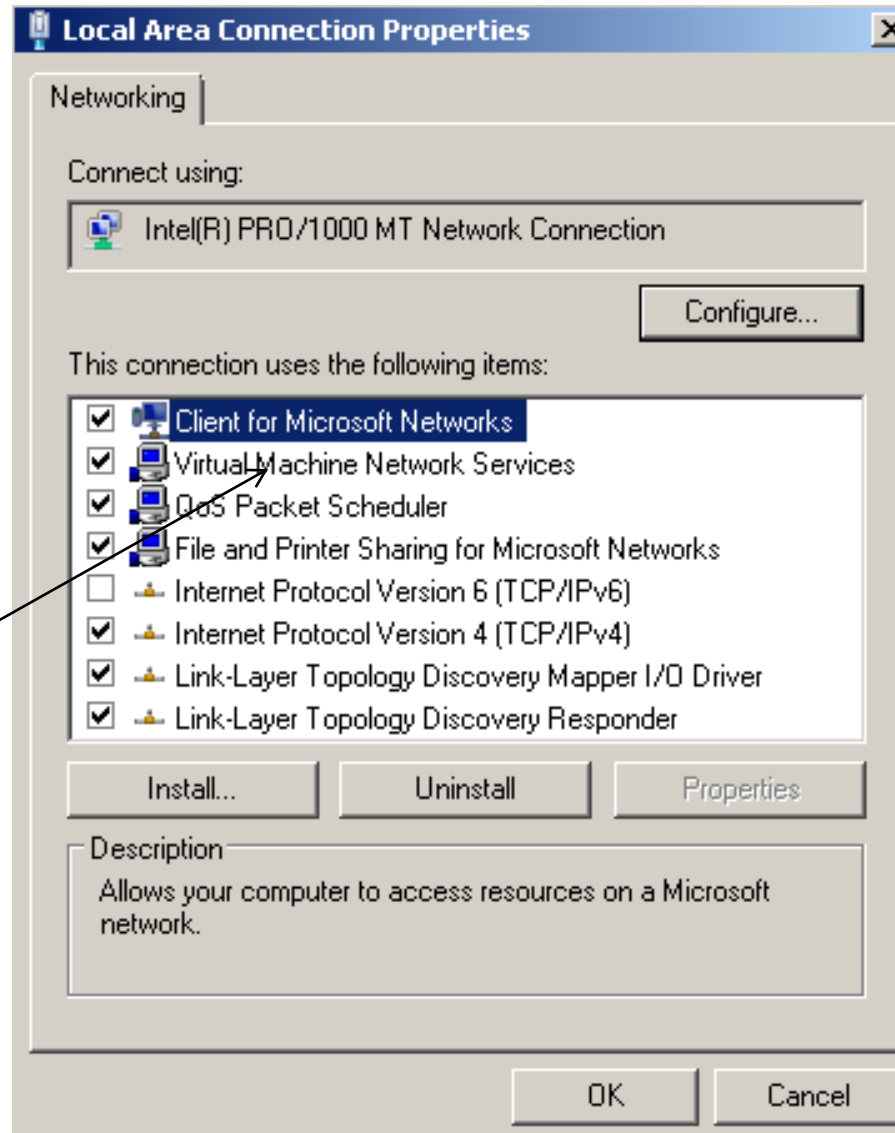 Local Area Connection Properties
Networking
Connect using:
Intel(R) PRO/1000 MT Network Connection
Configure...
This connection uses the following items:
Client for Microsoft Networks
Virtual Machine Network Services
QoS Packet Scheduler
File and Printer Sharing for Microsoft Networks
Internet Protocol Version 6 (TCP/IPv6)
Internet Protocol Version 4 (TCP/IPv4)
Link-Layer Topology Discovery Mapper I/O Driver
Link-Layer Topology Discovery Responder
Install... Uninstall Properties
Description
Allows your computer to access resources on a Microsoft
network.
OK Cancel